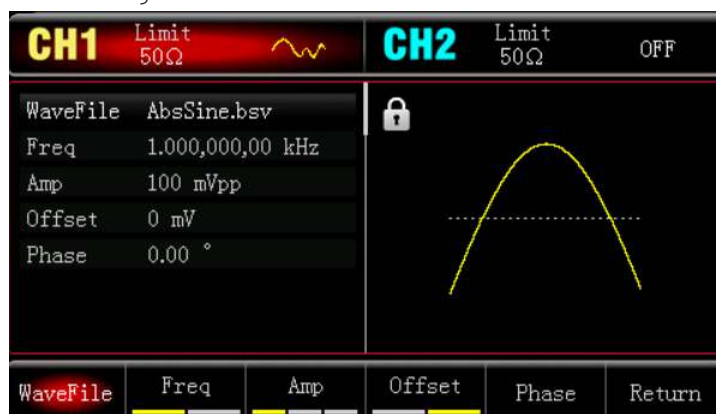 CH1 Limit 50Ω CH2 Limit 50Ω OFF
WaveFile AbsSine.bsv
Freq 1.000,000,00 kHz
Amp 100 mVpp
Offset 0 mV
Phase 0.00 °
WaveFile Freq Amp Offset Phase Return